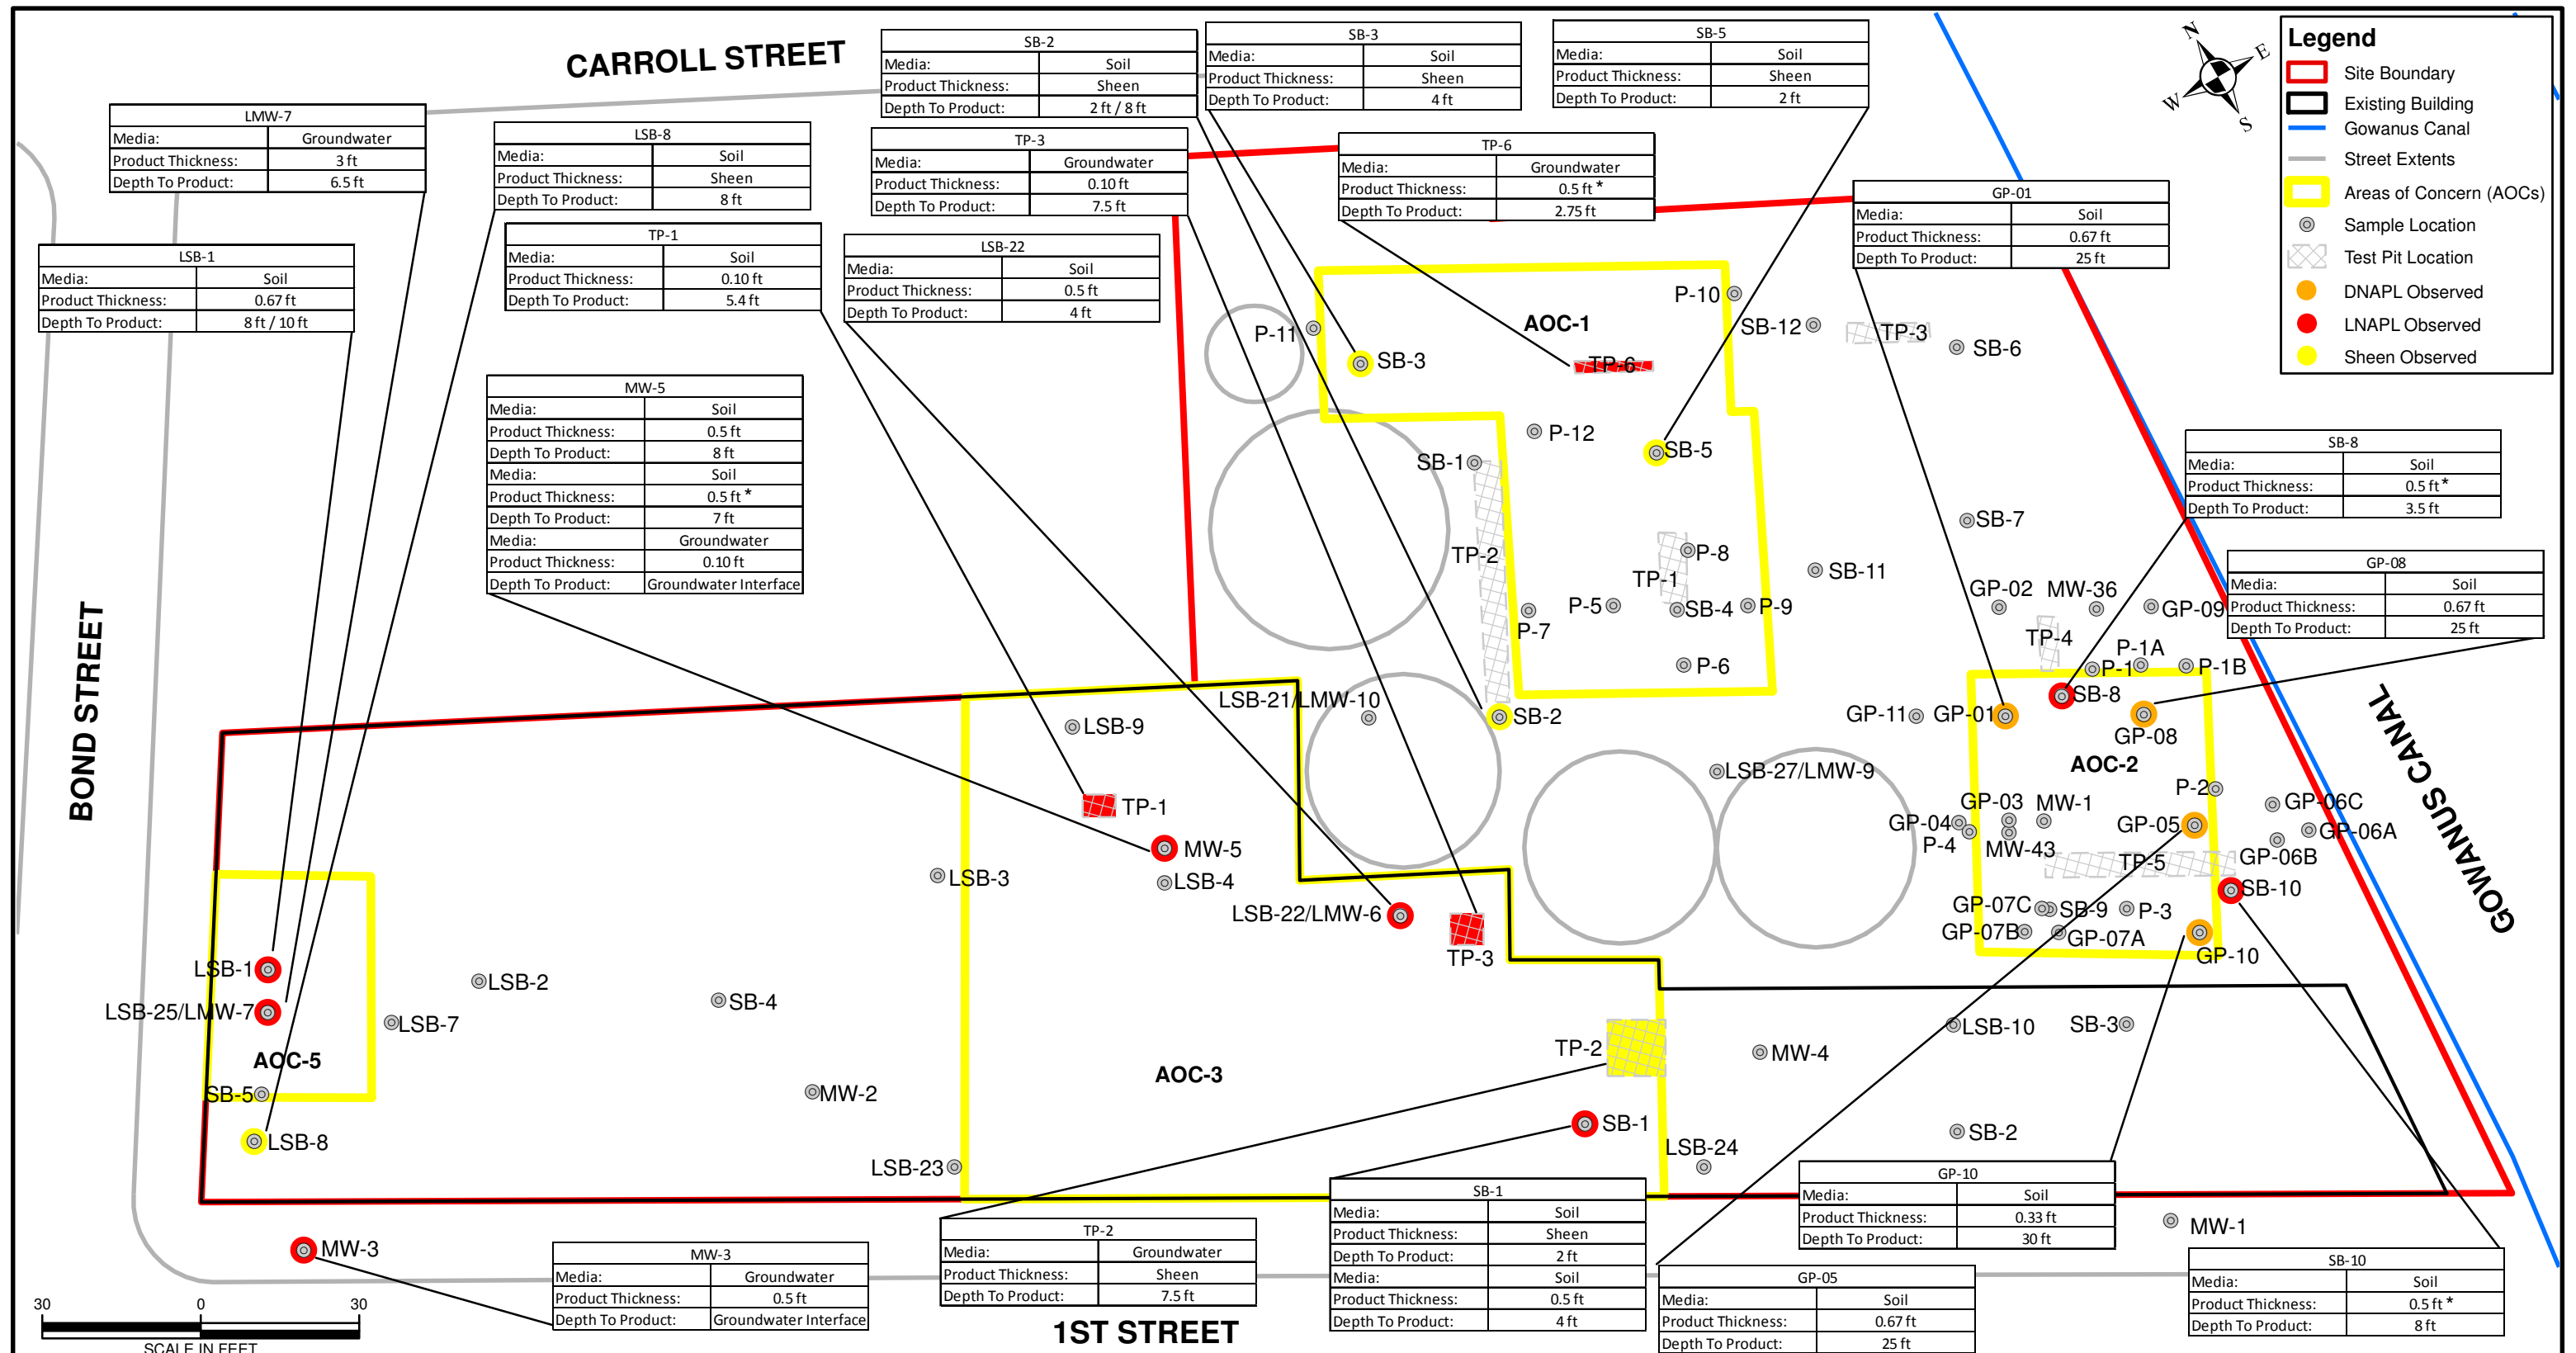 CARROLL STREET
BOND STREET
1ST STREET
GOWANUS CANAL
N
E
W
S
Legend
Site Boundary
Existing Building
Gowanus Canal
Street Extents
Areas of Concern (AOCs)
Sample Location
Test Pit Location
DNAPL Observed
LNAPL Observed
Sheen Observed
SB-2
Media: Soil
Product Thickness: Sheen
Depth To Product: 2 ft / 8 ft
SB-3
Media: Soil
Product Thickness: Sheen
Depth To Product: 4 ft
SB-5
Media: Soil
Product Thickness: Sheen
Depth To Product: 2 ft
LMW-7
Media: Groundwater
Product Thickness: 3 ft
Depth To Product: 6.5 ft
LSB-8
Media: Soil
Product Thickness: Sheen
Depth To Product: 8 ft
TP-3
Media: Groundwater
Product Thickness: 0.10 ft
Depth To Product: 7.5 ft
TP-6
Media: Groundwater
Product Thickness: 0.5 ft *
Depth To Product: 2.75 ft
GP-01
Media: Soil
Product Thickness: 0.67 ft
Depth To Product: 25 ft
LSB-1
Media: Soil
Product Thickness: 0.67 ft
Depth To Product: 8 ft / 10 ft
TP-1
Media: Soil
Product Thickness: 0.10 ft
Depth To Product: 5.4 ft
LSB-22
Media: Soil
Product Thickness: 0.5 ft
Depth To Product: 4 ft
MW-5
Media: Soil
Product Thickness: 0.5 ft
Depth To Product: 8 ft
Media: Soil
Product Thickness: 0.5 ft *
Depth To Product: 7 ft
Media: Groundwater
Product Thickness: 0.10 ft
Depth To Product: Groundwater Interface
SB-8
Media: Soil
Product Thickness: 0.5 ft *
Depth To Product: 3.5 ft
GP-08
Media: Soil
Product Thickness: 0.67 ft
Depth To Product: 25 ft
P-10
P-11
AOC-1
SB-12
TP-3
SB-6
SB-3
TP-6
P-12
SB-5
SB-1
SB-7
TP-2
P-8
TP-1
SB-11
P-5
SB-4
P-9
P-7
P-6
GP-02
MW-36
GP-09
TP-4
P-1A
P-1
P-1B
SB-8
GP-11
GP-01
GP-08
AOC-2
P-2
GP-03
MW-1
GP-04
GP-05
GP-06C
GP-06A
P-4
MW-43
TP-5
GP-06B
SB-10
GP-07C
SB-9
P-3
GP-07B
GP-07A
GP-10
LSB-21/LMW-10
SB-2
LSB-9
LSB-27/LMW-9
TP-1
MW-5
LSB-3
LSB-4
LSB-22/LMW-6
TP-3
LSB-1
LSB-2
LSB-25/LMW-7
SB-4
LSB-7
AOC-5
SB-5
LSB-8
MW-2
AOC-3
TP-2
MW-4
LSB-10
SB-3
SB-1
SB-2
LSB-23
LSB-24
MW-3
MW-1
MW-3
Media: Groundwater
Product Thickness: 0.5 ft
Depth To Product: Groundwater Interface
TP-2
Media: Groundwater
Product Thickness: Sheen
Depth To Product: 7.5 ft
SB-1
Media: Soil
Product Thickness: Sheen
Depth To Product: 2 ft
Media: Soil
Product Thickness: 0.5 ft
Depth To Product: 4 ft
GP-05
Media: Soil
Product Thickness: 0.67 ft
Depth To Product: 25 ft
GP-10
Media: Soil
Product Thickness: 0.33 ft
Depth To Product: 30 ft
SB-10
Media: Soil
Product Thickness: 0.5 ft *
Depth To Product: 8 ft
30 0 30
SCALE IN FEET